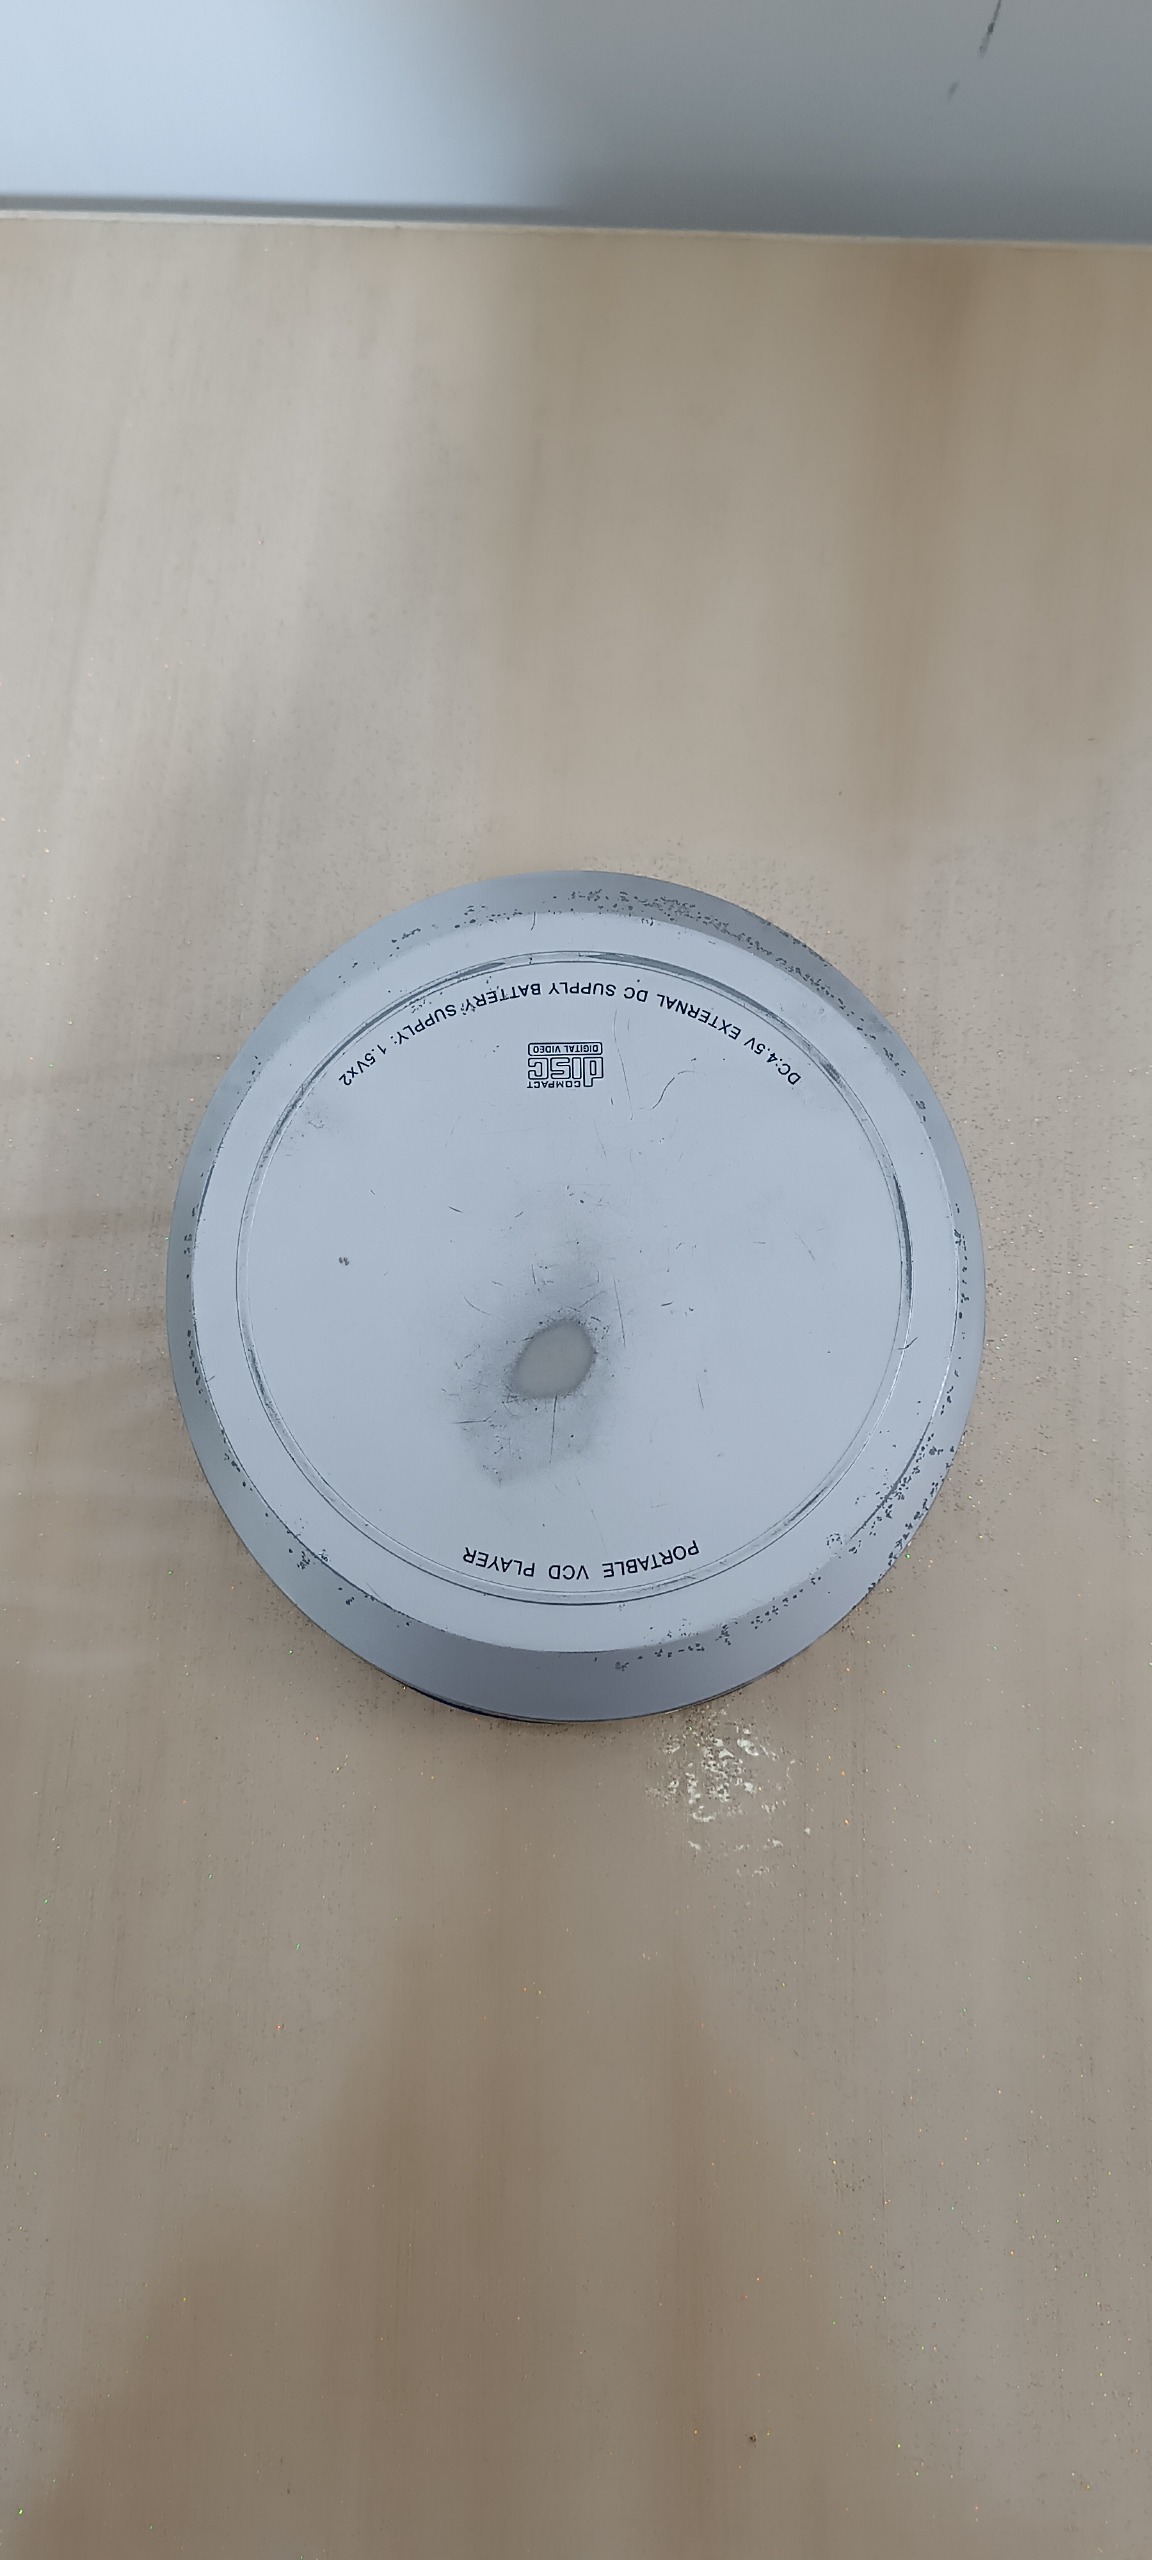 PORTABLE VCD PLAYER
COMPACT
disc
DIGITAL VIDEO
DC:4.5V EXTERNAL DC SUPPLY BATTERY SUPPLY: 1.5Vx2